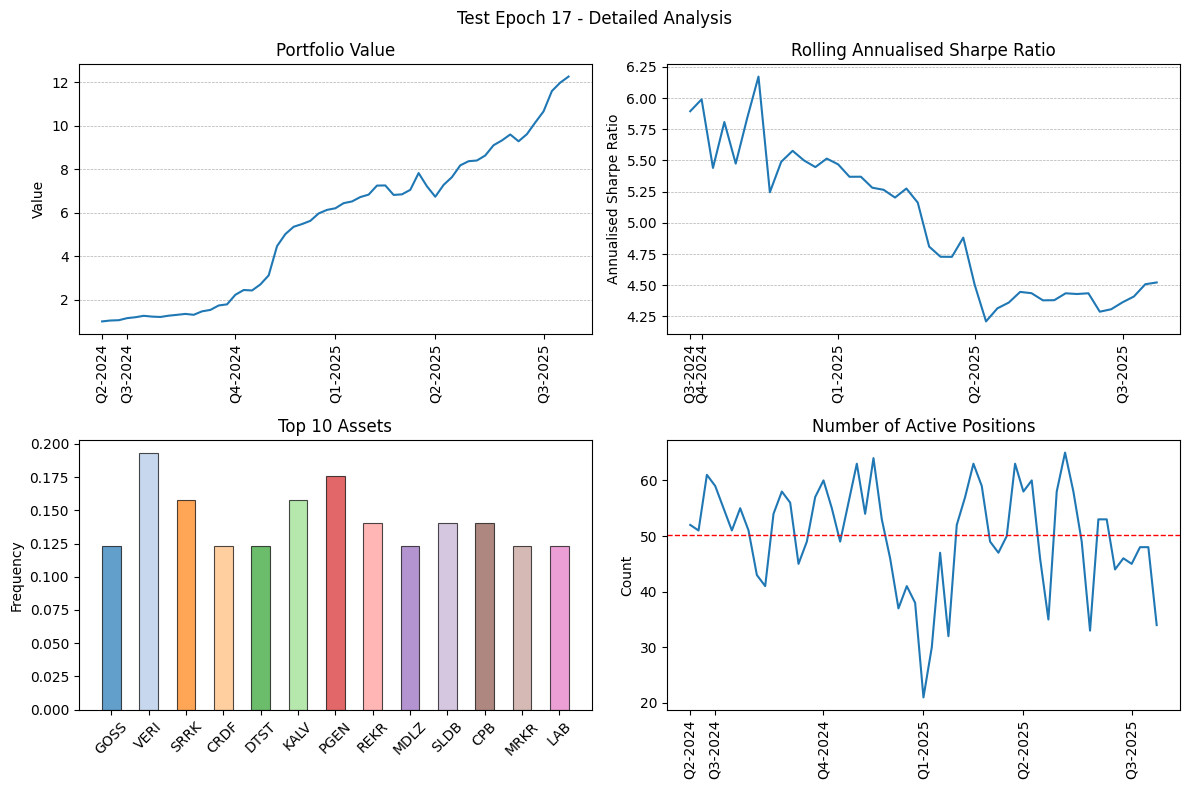 Test Epoch 17 - Detailed Analysis
Portfolio Value
Value
12
10
8
6
4
2
Q2-2024
Q3-2024
Q4-2024
Q1-2025
Q2-2025
Q3-2025
Rolling Annualised Sharpe Ratio
Annualised Sharpe Ratio
6.25
6.00
5.75
5.50
5.25
5.00
4.75
4.50
4.25
Q3-2024
Q4-2024
Q1-2025
Q2-2025
Q3-2025
Top 10 Assets
Frequency
0.200
0.175
0.150
0.125
0.100
0.075
0.050
0.025
0.000
GOSS
VERI
SRRK
CRDF
DTST
KALV
PGEN
REKR
MDLZ
SLDB
CPB
MRKR
LAB
Number of Active Positions
Count
60
50
40
30
20
Q2-2024
Q3-2024
Q4-2024
Q1-2025
Q2-2025
Q3-2025